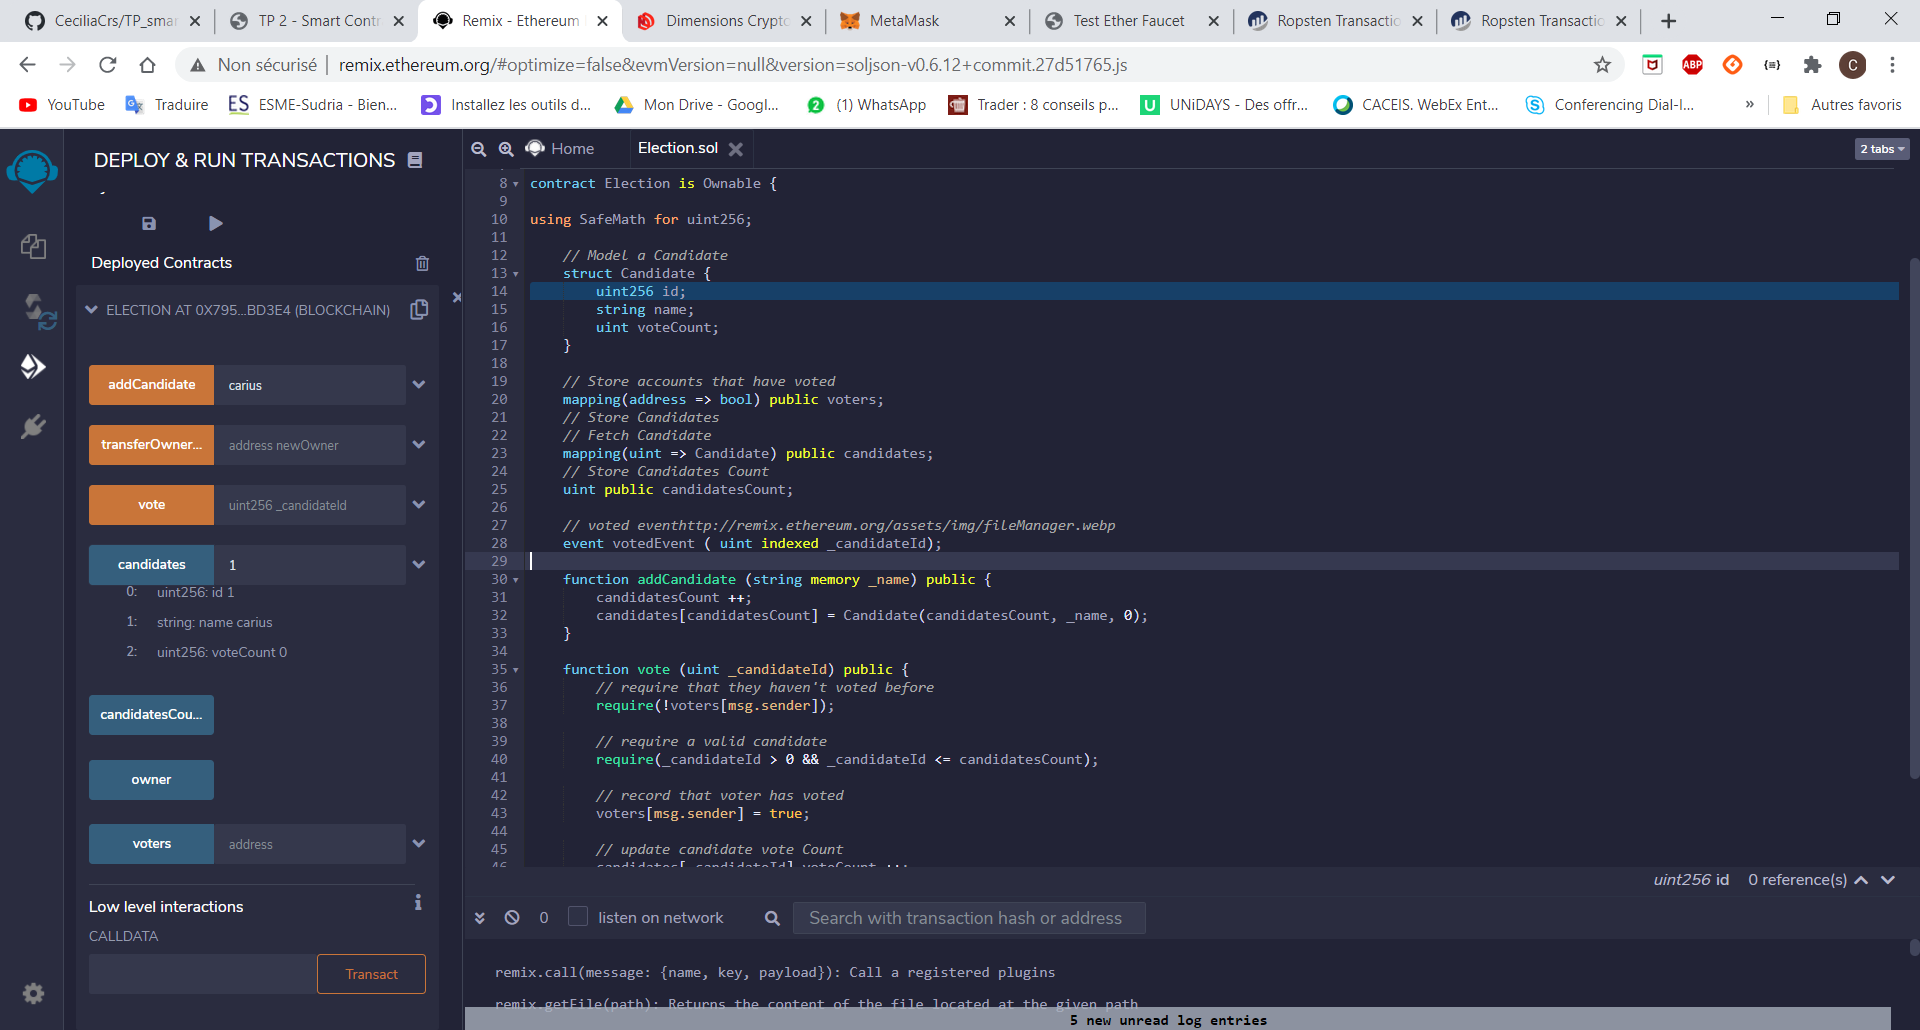 CeciliaCrs/TP_smar
TP 2 - Smart Contr
Remix - Ethereum
Dimensions Crypto
MetaMask
Test Ether Faucet
Ropsten Transactio
Ropsten Transactio
Non sécurisé | remix.ethereum.org/#optimize=false&evmVersion=null&version=soljson-v0.6.12+commit.27d51765.js
ABP
C
YouTube
Traduire
ES ESME-Sudria - Bien...
Installez les outils d...
Mon Drive - Googl...
2 (1) WhatsApp
Trader : 8 conseils p...
U UNiDAYS - Des offr...
CACEIS. WebEx Ent...
Conferencing Dial-I...
»
Autres favoris
DEPLOY & RUN TRANSACTIONS
Deployed Contracts
ELECTION AT 0X795...BD3E4 (BLOCKCHAIN)
addCandidate carius
transferOwner... address newOwner
vote uint256 _candidateId
candidates 1
0: uint256: id 1
1: string: name carius
2: uint256: voteCount 0
candidatesCou...
owner
voters address
Low level interactions
CALLDATA
Transact
Home
Election.sol
2 tabs
8 contract Election is Ownable {
9
10 using SafeMath for uint256;
11
12 // Model a Candidate
13 struct Candidate {
14 uint256 id;
15 string name;
16 uint voteCount;
17 }
18
19 // Store accounts that have voted
20 mapping(address => bool) public voters;
21 // Store Candidates
22 // Fetch Candidate
23 mapping(uint => Candidate) public candidates;
24 // Store Candidates Count
25 uint public candidatesCount;
26
27 // voted eventhttp://remix.ethereum.org/assets/img/fileManager.webp
28 event votedEvent ( uint indexed _candidateId);
29
30 function addCandidate (string memory _name) public {
31 candidatesCount ++;
32 candidates[candidatesCount] = Candidate(candidatesCount, _name, 0);
33 }
34
35 function vote (uint _candidateId) public {
36 // require that they haven't voted before
37 require(!voters[msg.sender]);
38
39 // require a valid candidate
40 require(_candidateId > 0 && _candidateId <= candidatesCount);
41
42 // record that voter has voted
43 voters[msg.sender] = true;
44
45 // update candidate vote Count
46 candidates[_candidateId].voteCount ++;
uint256 id 0 reference(s)
0 listen on network
Search with transaction hash or address
remix.call(message: {name, key, payload}): Call a registered plugins
remix.getFile(path): Returns the content of the file located at the given path
5 new unread log entries